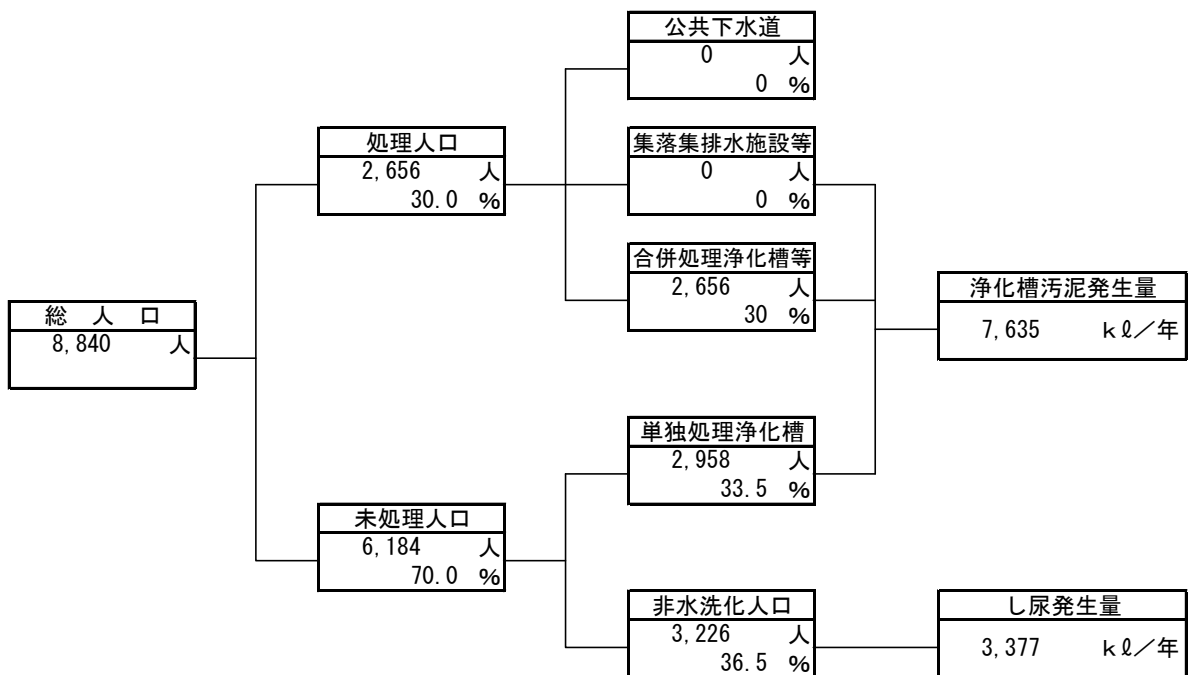 公共下水道
0 人
0 %
処理人口
2,656 人
30.0 %
集落集排水施設等
0 人
0 %
合併処理浄化槽等
2,656 人
30 %
浄化槽汚泥発生量
7,635 kℓ/年
総 人 口
8,840 人
単独処理浄化槽
2,958 人
33.5 %
未処理人口
6,184 人
70.0 %
非水洗化人口
3,226 人
36.5 %
し尿発生量
3,377 kℓ/年